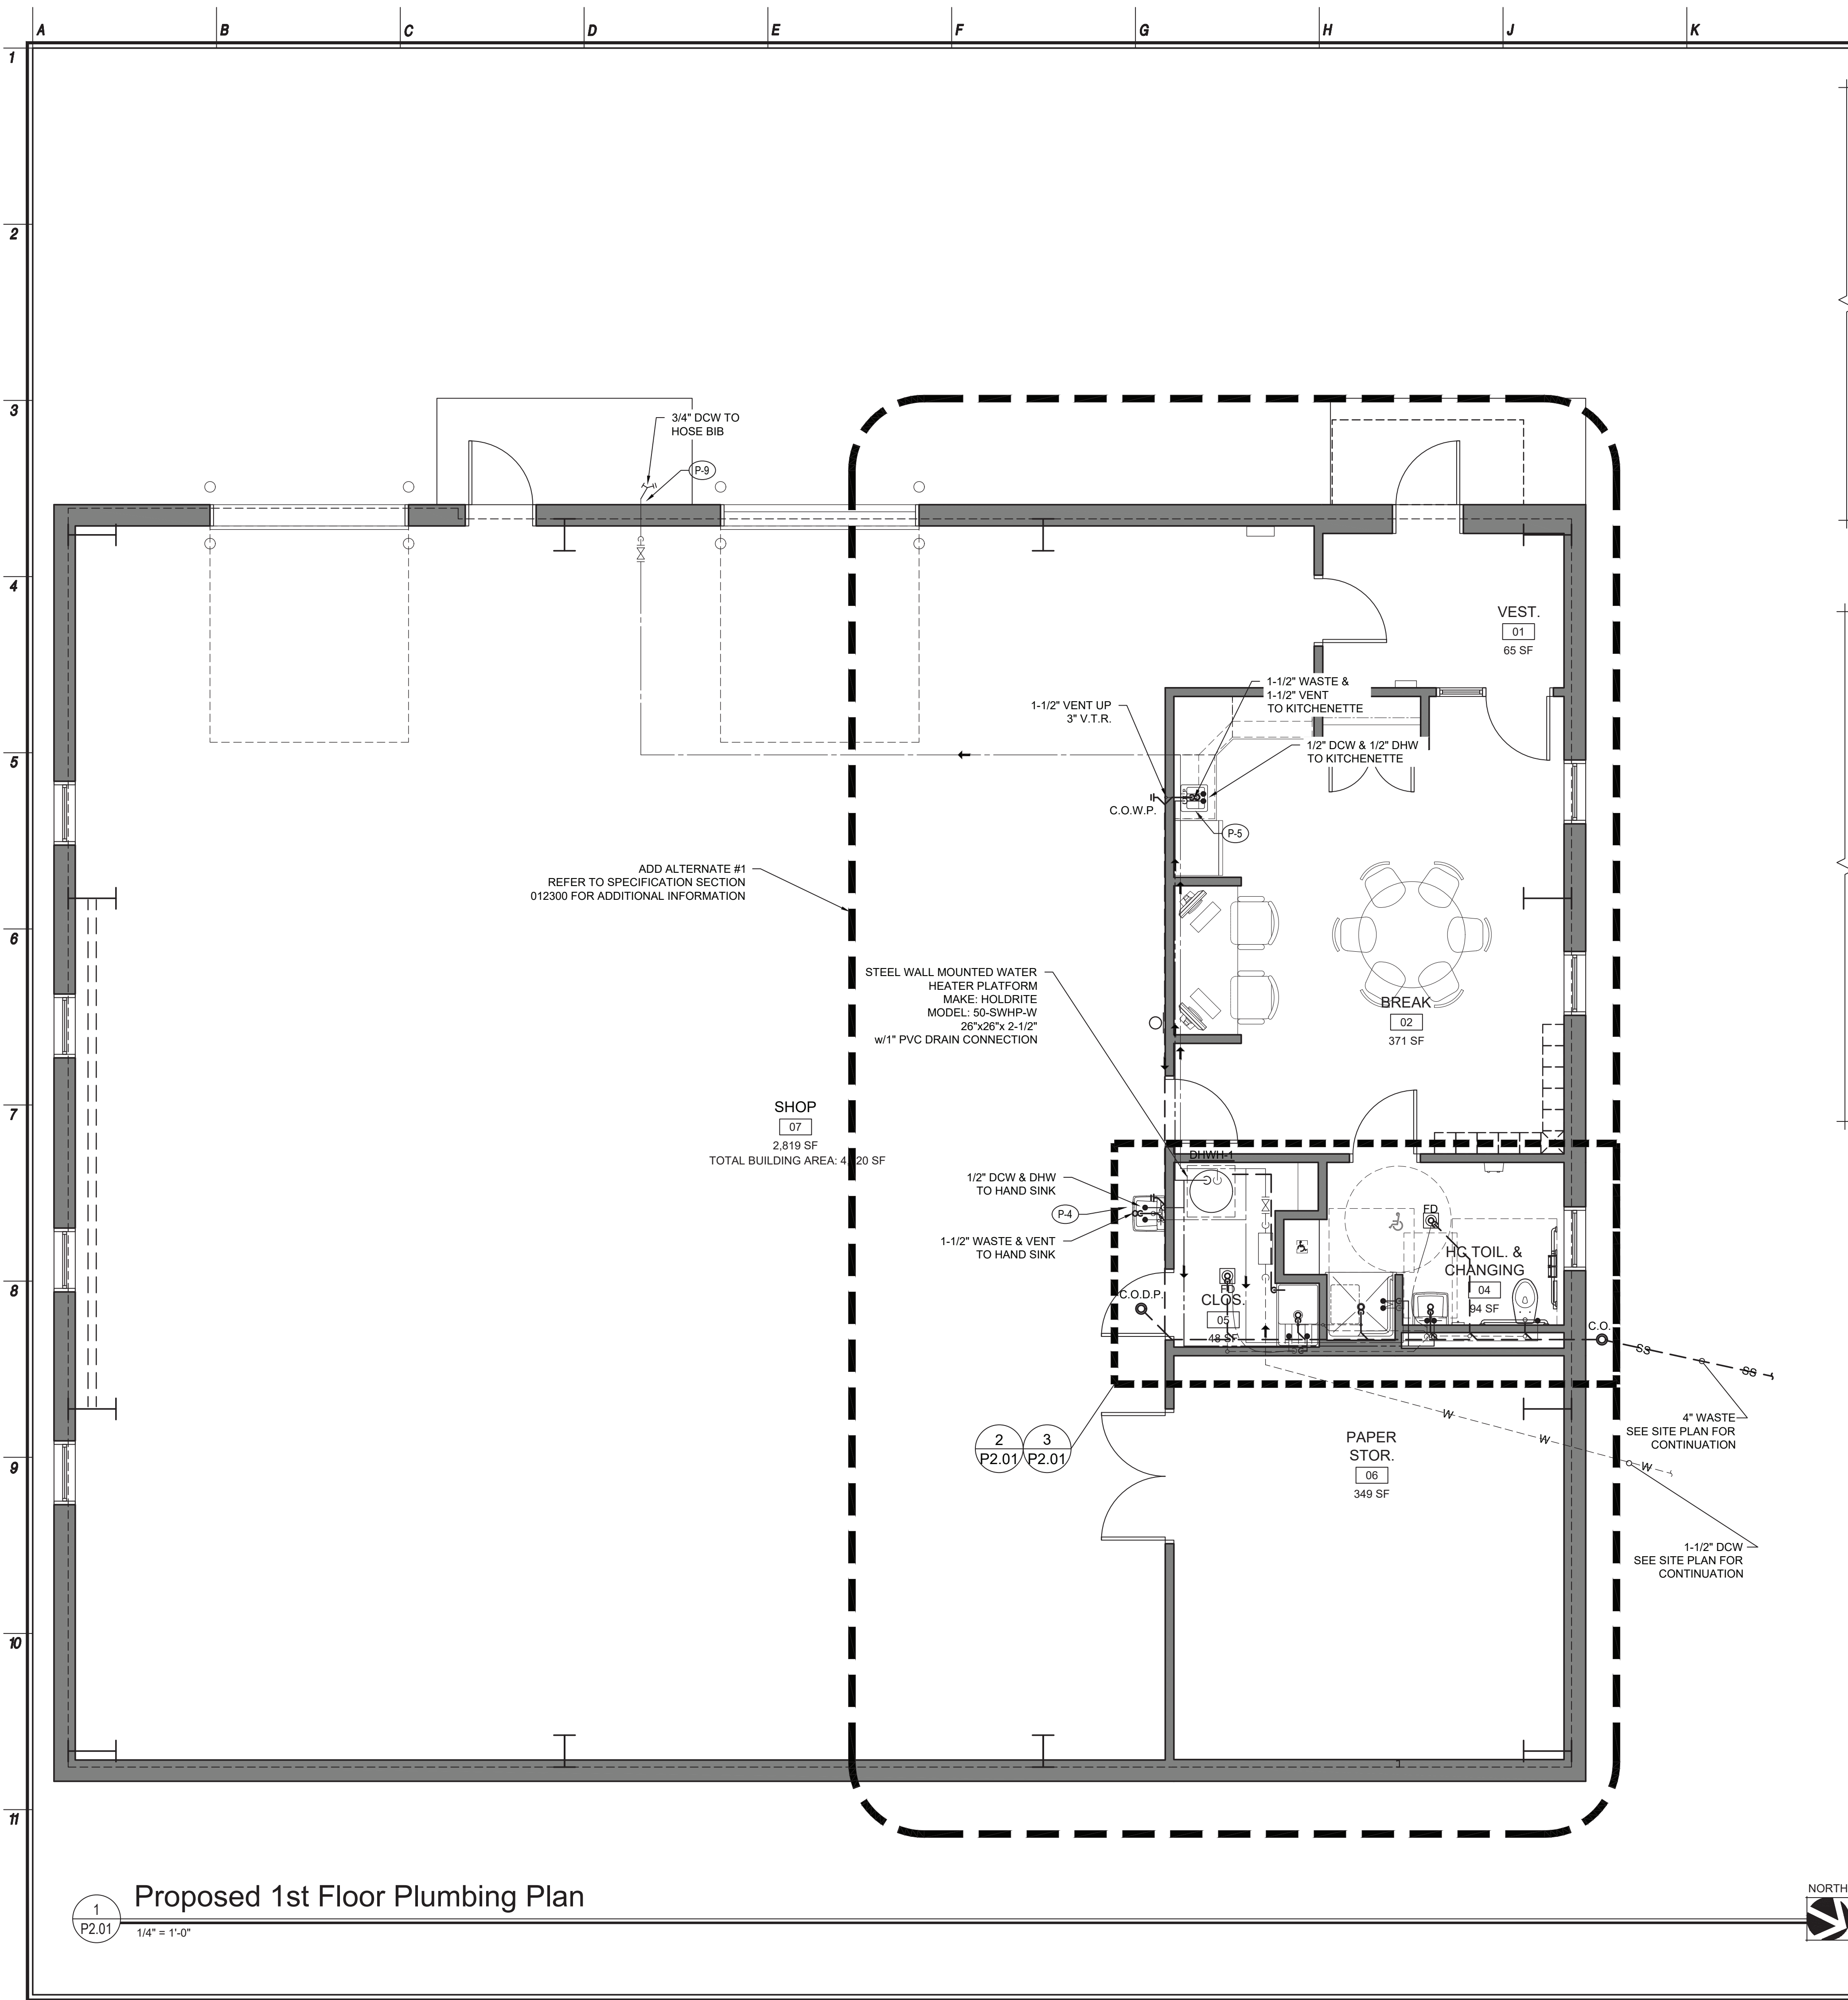 A
B
C
D
E
F
G
H
J
K
1
2
3
4
5
6
7
8
9
10
11
3/4" DCW TO
HOSE BIB
P-9
VEST.
01
65 SF
1-1/2" WASTE &
1-1/2" VENT
TO KITCHENETTE
1-1/2" VENT UP
3" V.T.R.
1/2" DCW & 1/2" DHW
TO KITCHENETTE
C.O.W.P.
P-5
ADD ALTERNATE #1
REFER TO SPECIFICATION SECTION
012300 FOR ADDITIONAL INFORMATION
STEEL WALL MOUNTED WATER
HEATER PLATFORM
MAKE: HOLDRITE
MODEL: 50-SWHP-W
26"x26"x 2-1/2"
w/1" PVC DRAIN CONNECTION
BREAK
02
371 SF
SHOP
07
2,819 SF
TOTAL BUILDING AREA: 4, 20 SF
DHWH-1
1/2" DCW & DHW
TO HAND SINK
P-4
1-1/2" WASTE & VENT
TO HAND SINK
FD
HC TOIL. &
CHANGING
04
94 SF
FD
CLOS.
05
48 SF
C.O.D.P.
C.O.
SS
SS
4" WASTE
SEE SITE PLAN FOR
CONTINUATION
W
W
W
2
P2.01
3
P2.01
PAPER
STOR.
06
349 SF
1-1/2" DCW
SEE SITE PLAN FOR
CONTINUATION
1
P2.01
Proposed 1st Floor Plumbing Plan
1/4" = 1'-0"
NORTH